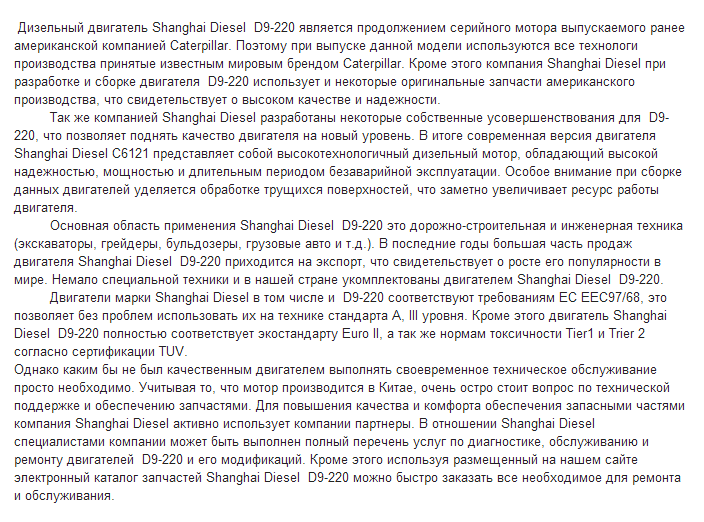 Дизельный двигатель Shanghai Diesel  D9-220 является продолжением серийного мотора выпускаемого ранее
американской компанией Caterpillar. Поэтому при выпуске данной модели используются все технологи
производства принятые известным мировым брендом Caterpillar. Кроме этого компания Shanghai Diesel при
разработке и сборке двигателя  D9-220 использует и некоторые оригинальные запчасти американского
производства, что свидетельствует о высоком качестве и надежности.
Так же компанией Shanghai Diesel разработаны некоторые собственные усовершенствования для  D9-
220, что позволяет поднять качество двигателя на новый уровень. В итоге современная версия двигателя
Shanghai Diesel C6121 представляет собой высокотехнологичный дизельный мотор, обладающий высокой
надежностью, мощностью и длительным периодом безаварийной эксплуатации. Особое внимание при сборке
данных двигателей уделяется обработке трущихся поверхностей, что заметно увеличивает ресурс работы
двигателя.
Основная область применения Shanghai Diesel  D9-220 это дорожно-строительная и инженерная техника
(экскаваторы, грейдеры, бульдозеры, грузовые авто и т.д.). В последние годы большая часть продаж
двигателя Shanghai Diesel  D9-220 приходится на экспорт, что свидетельствует о росте его популярности в
мире. Немало специальной техники и в нашей стране укомплектованы двигателем Shanghai Diesel  D9-220.
Двигатели марки Shanghai Diesel в том числе и  D9-220 соответствуют требованиям ЕС ЕЕС97/68, это
позволяет без проблем использовать их на технике стандарта А, III уровня. Кроме этого двигатель Shanghai
Diesel  D9-220 полностью соответствует экостандарту Euro II, а так же нормам токсичности Tier1 и Trier 2
согласно сертификации TUV.
Однако каким бы не был качественным двигателем выполнять своевременное техническое обслуживание
просто необходимо. Учитывая то, что мотор производится в Китае, очень остро стоит вопрос по технической
поддержке и обеспечению запчастями. Для повышения качества и комфорта обеспечения запасными частями
компания Shanghai Diesel активно использует компании партнеры. В отношении Shanghai Diesel
специалистами компании может быть выполнен полный перечень услуг по диагностике, обслуживанию и
ремонту двигателей  D9-220 и его модификаций. Кроме этого используя размещенный на нашем сайте
электронный каталог запчастей Shanghai Diesel  D9-220 можно быстро заказать все необходимое для ремонта
и обслуживания.